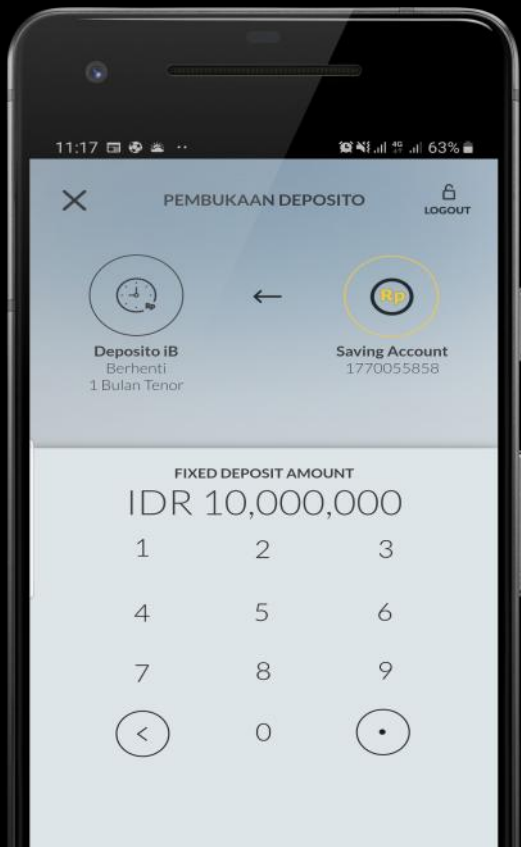 11:17
4G
63%
PEMBUKAAN DEPOSITO
LOGOUT
Rp
Deposito iB
Berhenti
1 Bulan Tenor
Saving Account
1770055858
FIXED DEPOSIT AMOUNT
IDR 10,000,000
1 2 3
4 5 6
7 8 9
< 0 •